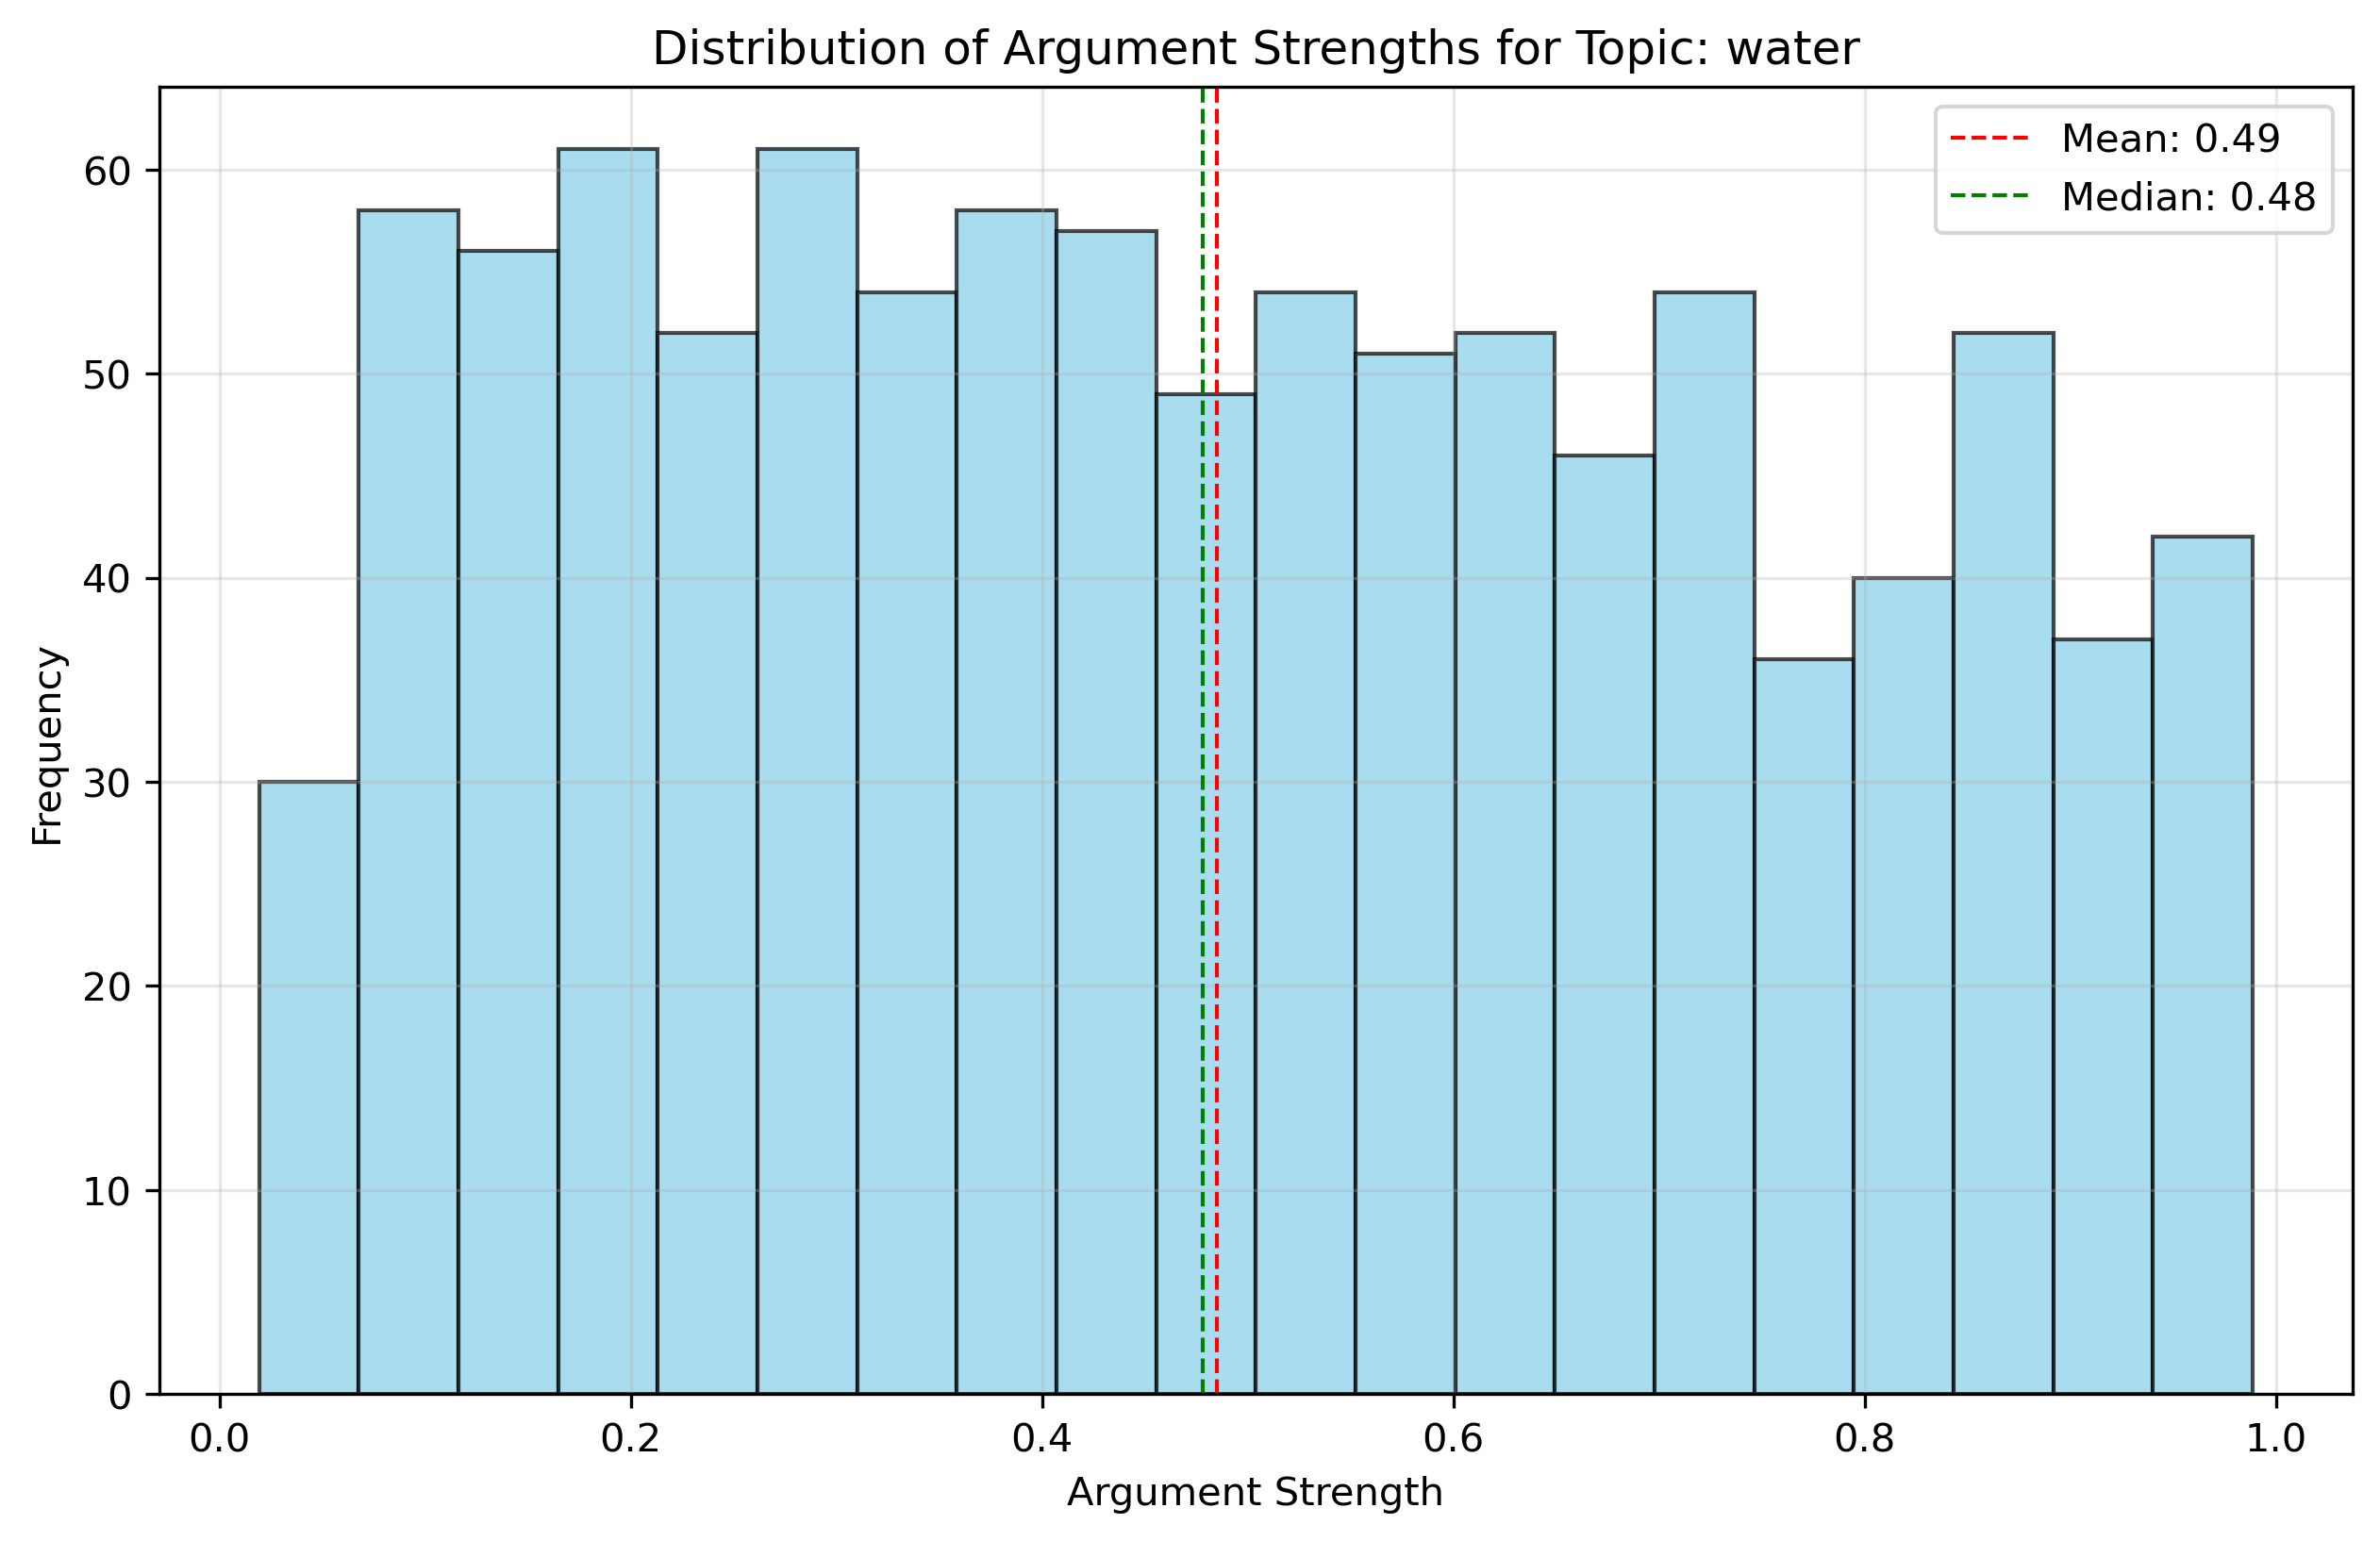 Distribution of Argument Strengths for Topic: water
Mean: 0.49
Median: 0.48
Frequency
60
50
40
30
20
10
0
0.0 0.2 0.4 0.6 0.8 1.0
Argument Strength